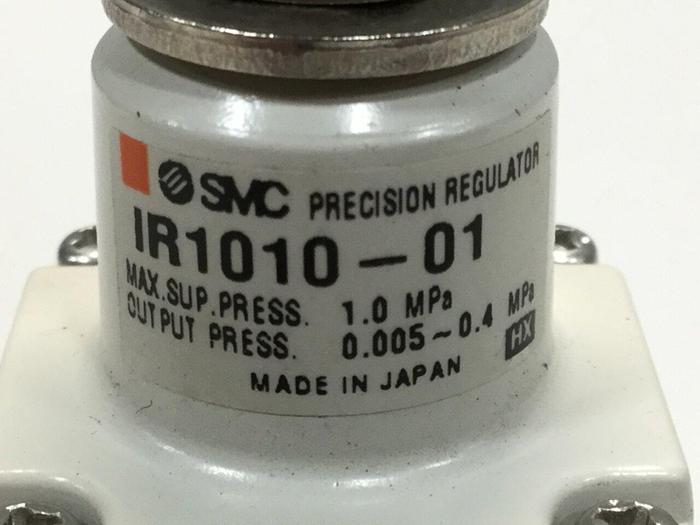 SMC PRECISION REGULATOR
IR1010-01
MAX.SUP.PRESS. 1.0 MPa
OUTPUT PRESS. 0.005~0.4 MPa
HX
MADE IN JAPAN